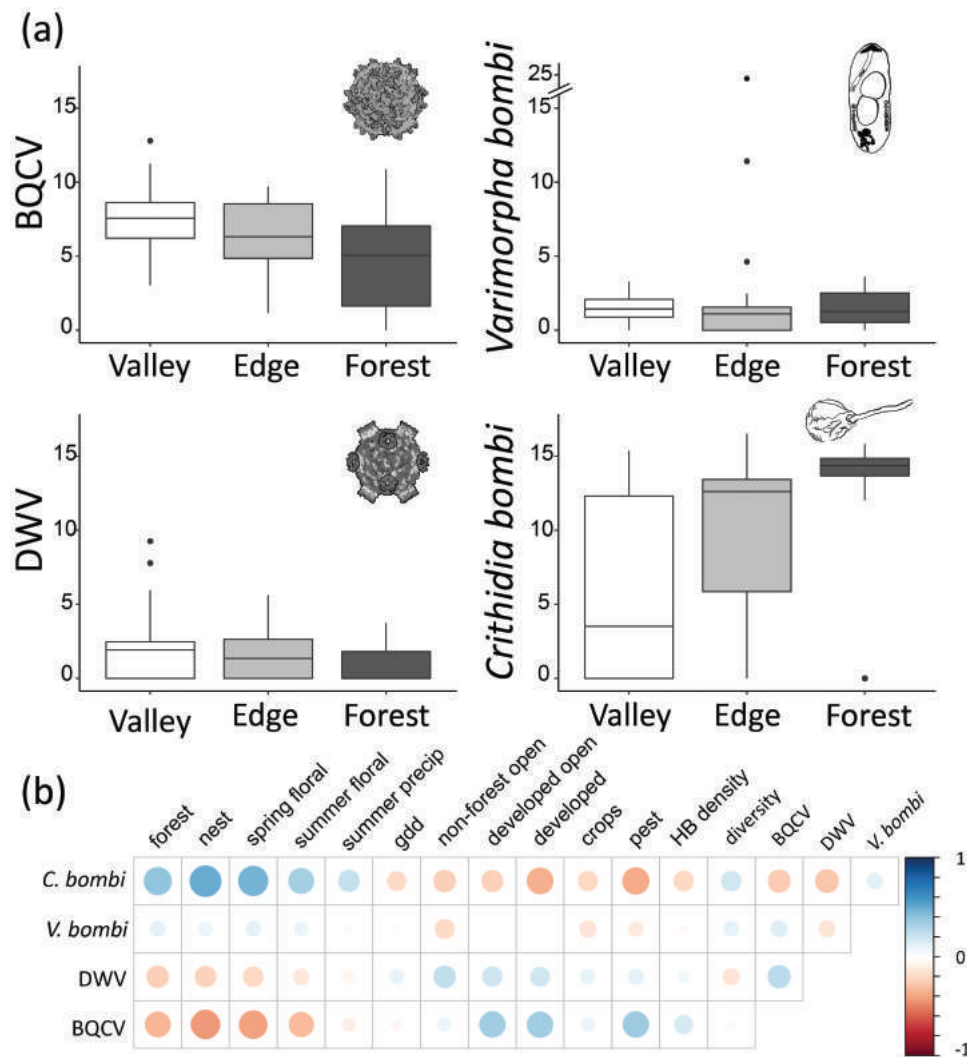 (a)
BQCV
15
10
5
0
Valley Edge Forest
Varimorpha bombi
25
15
10
5
0
Valley Edge Forest
DWV
15
10
5
0
Valley Edge Forest
Crithidia bombi
15
10
5
0
Valley Edge Forest
(b)
forest nest spring floral summer floral summer precip gdd non-forest open developed open developed crops pest HB density diversity BQCV DWV V. bombi
C. bombi
V. bombi
DWV
BQCV
1
0
-1